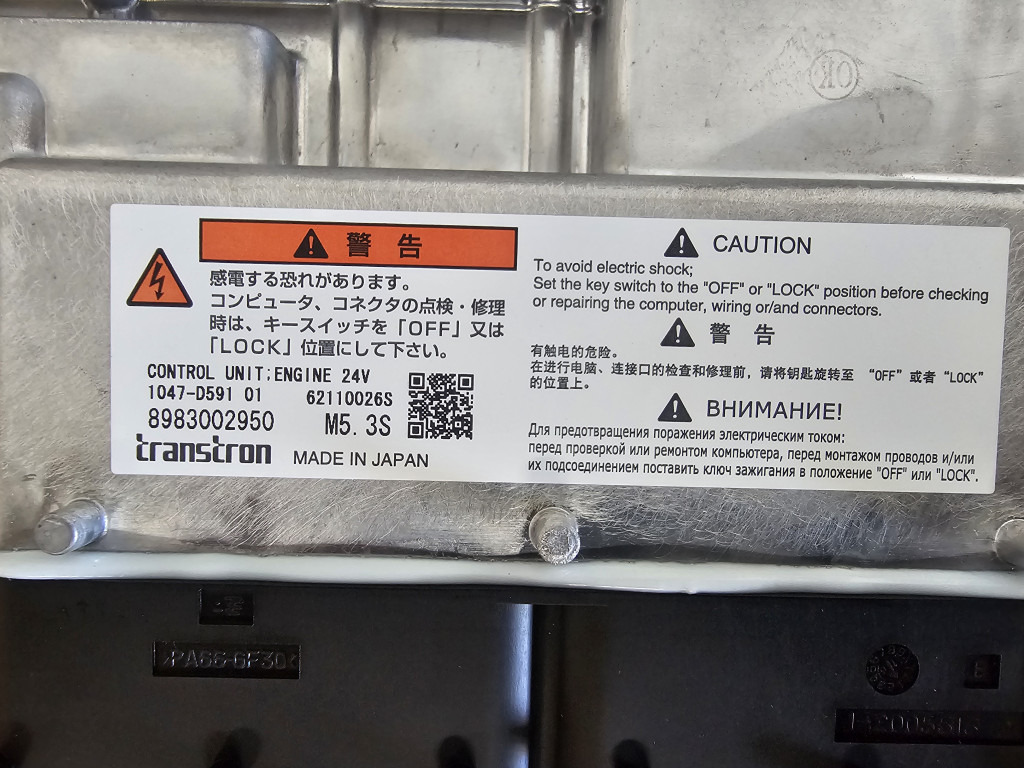 OK
警 告
感電する恐れがあります。
コンピュータ、コネクタの点検・修理
時は、キースイッチを「OFF」又は
「LOCK」位置にして下さい。
CONTROL UNIT;ENGINE 24V
1047-D591 01 62110026S
8983002950 M5.3S
transtron MADE IN JAPAN
CAUTION
To avoid electric shock;
Set the key switch to the "OFF" or "LOCK" position before checking
or repairing the computer, wiring or/and connectors.
警 告
有触电的危险。
在进行电脑、连接口的检查和修理前，请将钥匙旋转至 “OFF” 或者 “LOCK”
的位置上。
ВНИМАНИЕ!
Для предотвращения поражения электрическим током:
перед проверкой или ремонтом компьютера, перед монтажом проводов и/или
их подсоединением поставить ключ зажигания в положение "OFF" или "LOCK".
>PA66-GF30<